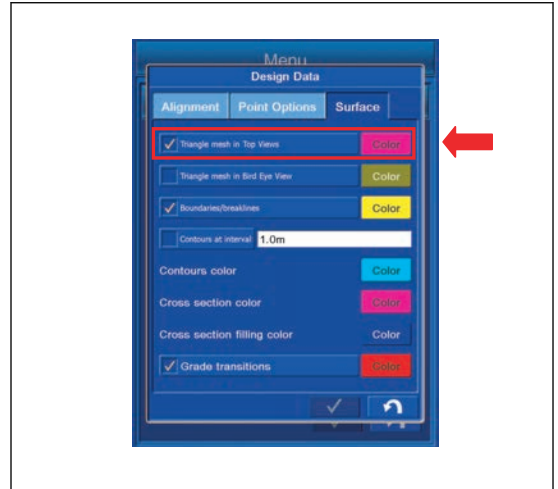 Menu
Design Data
Alignment Point Options Surface
Triangle mesh in Top Views Color
Triangle mesh in Bird Eye View Color
Boundaries/breaklines Color
Contours at interval 1.0m
Contours color Color
Cross section color Color
Cross section filling color Color
Grade transitions Color